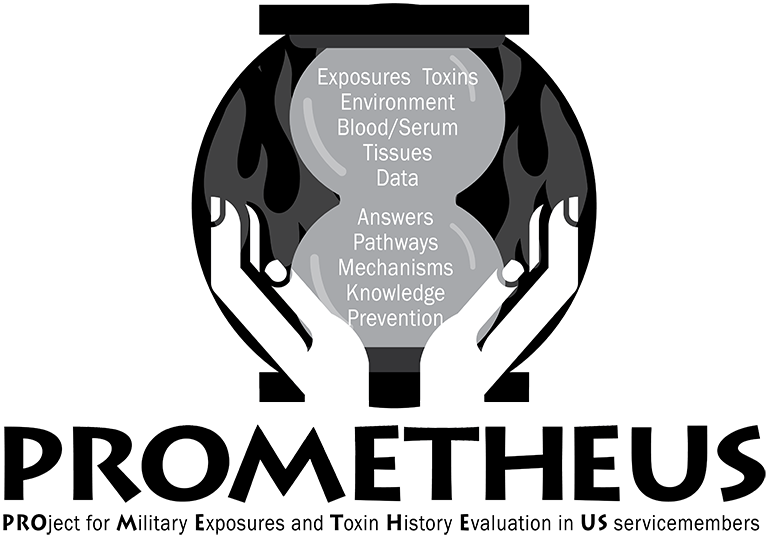 Exposures Toxins
Environment
Blood/Serum
Tissues
Data
Answers
Pathways
Mechanisms
Knowledge
Prevention
PROMETHEUS
PROject for Military Exposures and Toxin History Evaluation in US servicemembers